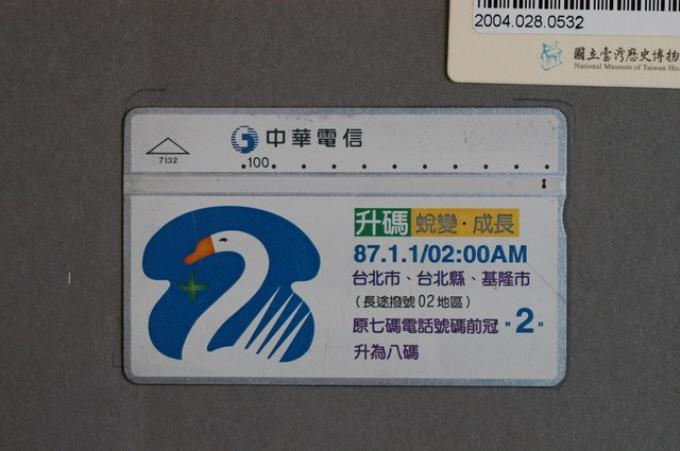 2004.028.0532
國立臺灣歷史博物
National Museum of Taiwan His
中華電信
7132
.100
升碼 蛻變・成長
87.1.1/02:00AM
台北市、台北縣、基隆市
（長途撥號02地區）
原七碼電話號碼前冠"2"
升為八碼